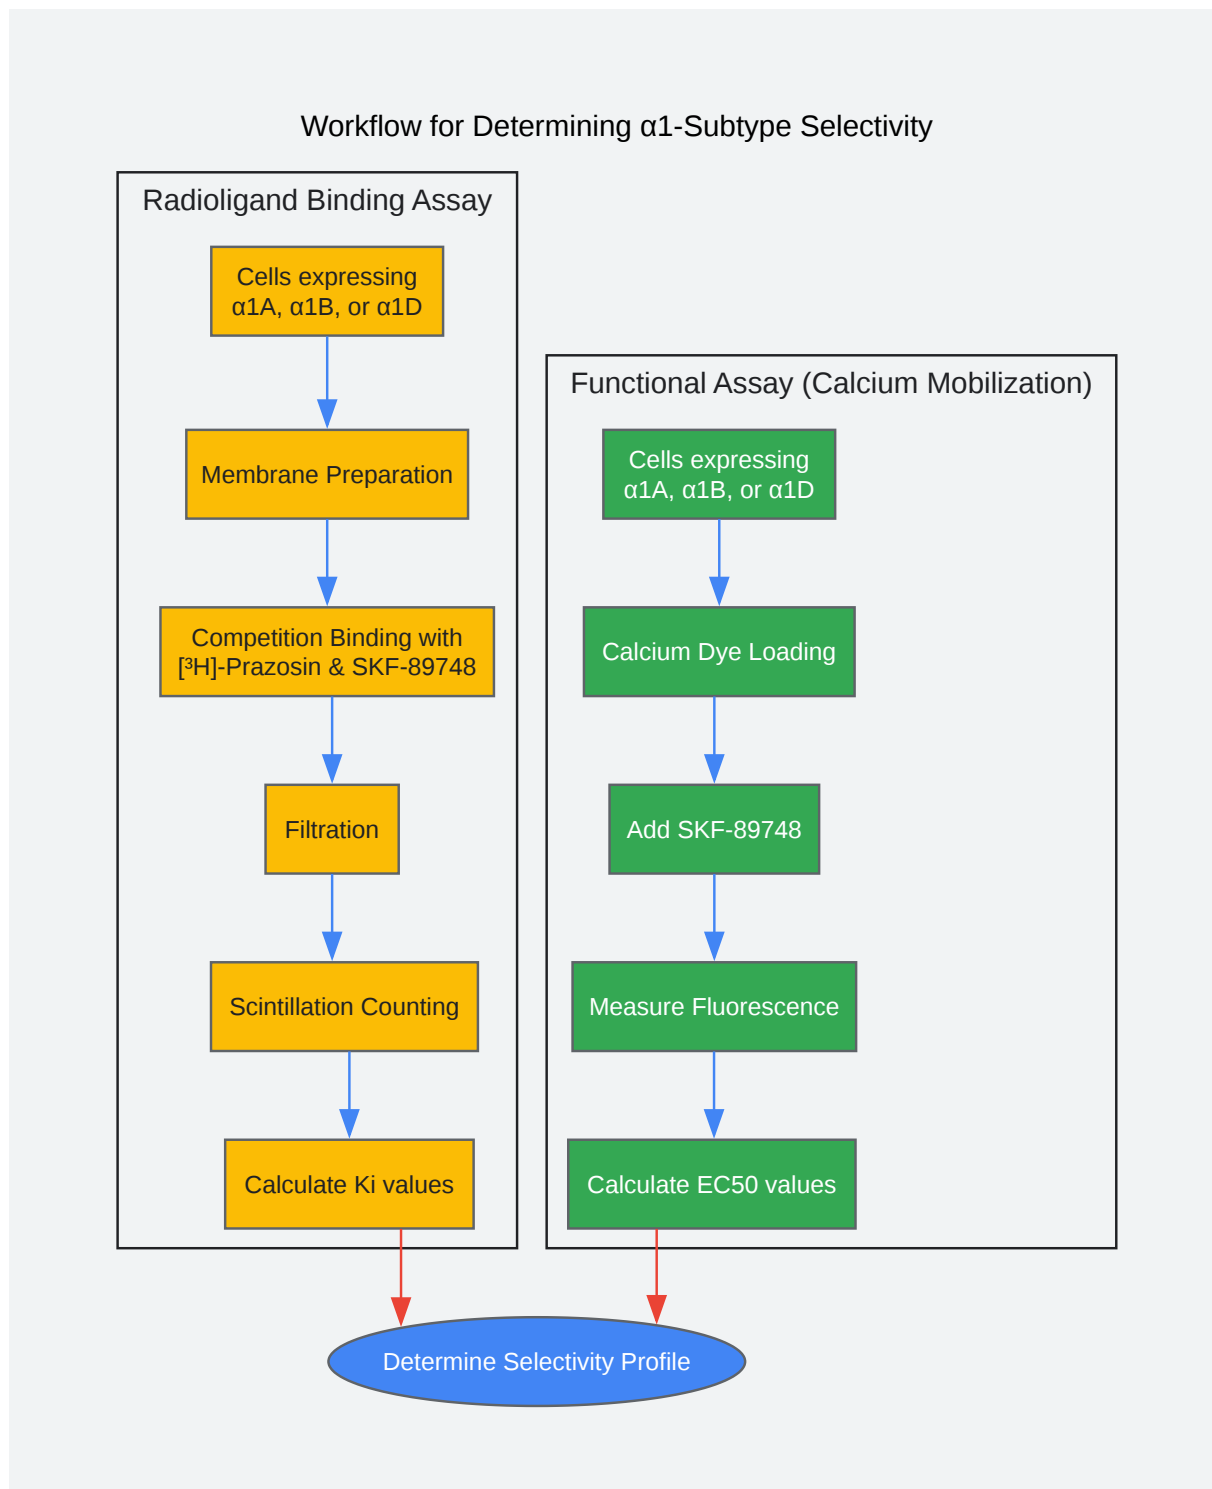 Workflow for Determining α1-Subtype Selectivity
Radioligand Binding Assay
Cells expressing
α1A, α1B, or α1D
Membrane Preparation
Competition Binding with
[³H]-Prazosin & SKF-89748
Filtration
Scintillation Counting
Calculate Ki values
Functional Assay (Calcium Mobilization)
Cells expressing
α1A, α1B, or α1D
Calcium Dye Loading
Add SKF-89748
Measure Fluorescence
Calculate EC50 values
Determine Selectivity Profile